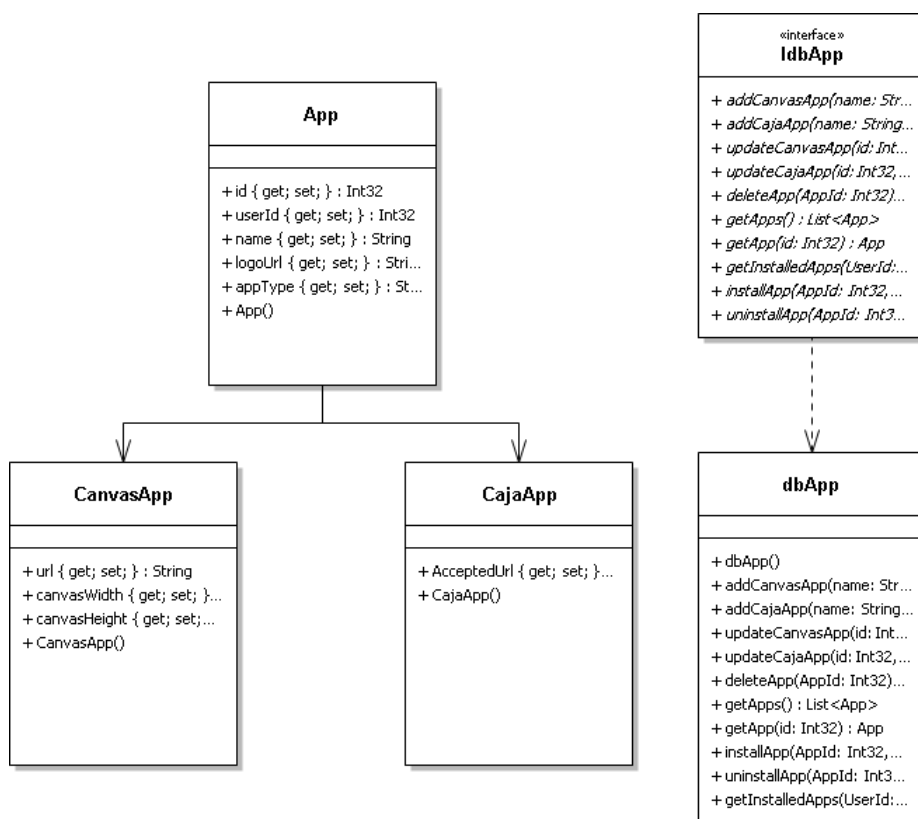 App
+ id { get; set; } : Int32
+ userId { get; set; } : Int32
+ name { get; set; } : String
+ logoUrl { get; set; } : Stri...
+ appType { get; set; } : St...
+ App()
«interface»
IdbApp
+ addCanvasApp(name: Str...
+ addCajaApp(name: String...
+ updateCanvasApp(id: Int...
+ updateCajaApp(id: Int32,...
+ deleteApp(AppId: Int32)...
+ getApps() : List<App>
+ getApp(id: Int32) : App
+ getInstalledApps(UserId:...
+ installApp(AppId: Int32,...
+ uninstallApp(AppId: Int3...
CanvasApp
+ url { get; set; } : String
+ canvasWidth { get; set; }...
+ canvasHeight { get; set;...
+ CanvasApp()
CajaApp
+ AcceptedUrl { get; set; }...
+ CajaApp()
dbApp
+ dbApp()
+ addCanvasApp(name: Str...
+ addCajaApp(name: String...
+ updateCanvasApp(id: Int...
+ updateCajaApp(id: Int32,...
+ deleteApp(AppId: Int32)...
+ getApps() : List<App>
+ getApp(id: Int32) : App
+ installApp(AppId: Int32,...
+ uninstallApp(AppId: Int3...
+ getInstalledApps(UserId:...